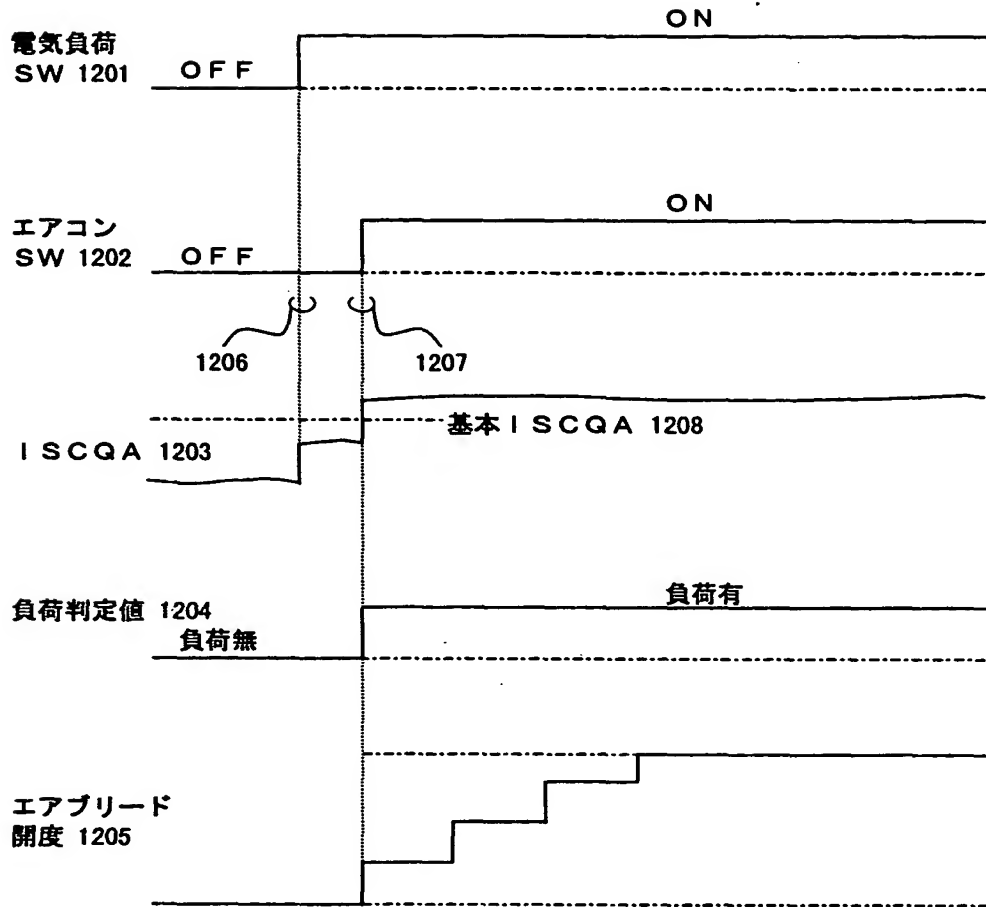 ON
電気負荷
SW 1201
OFF
ON
エアコン
SW 1202
OFF
1206
1207
基本ISCQA 1208
ISCQA 1203
負荷有
負荷判定値 1204
負荷無
エアブリード
開度 1205